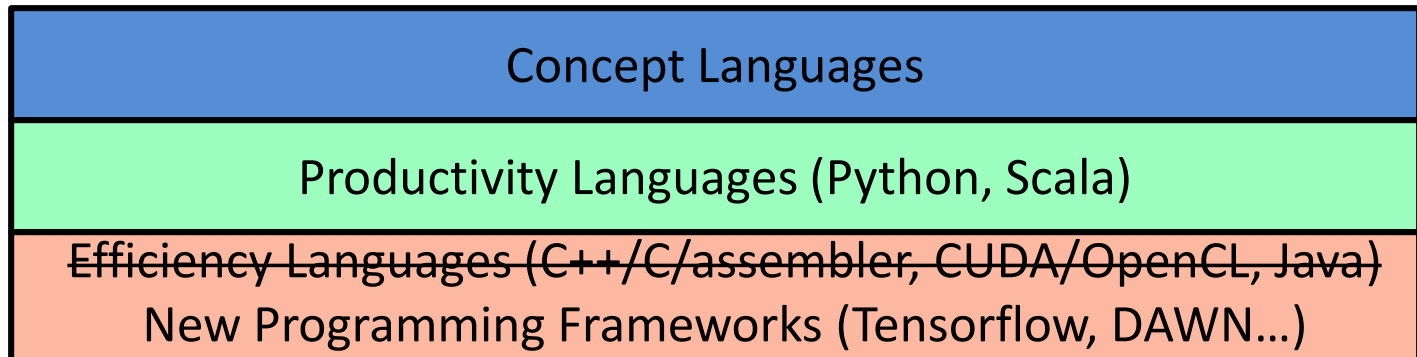 Concept Languages
Productivity Languages (Python, Scala)
Efficiency Languages (C++/C/assembler, CUDA/OpenCL, Java)
New Programming Frameworks (Tensorflow, DAWN…)